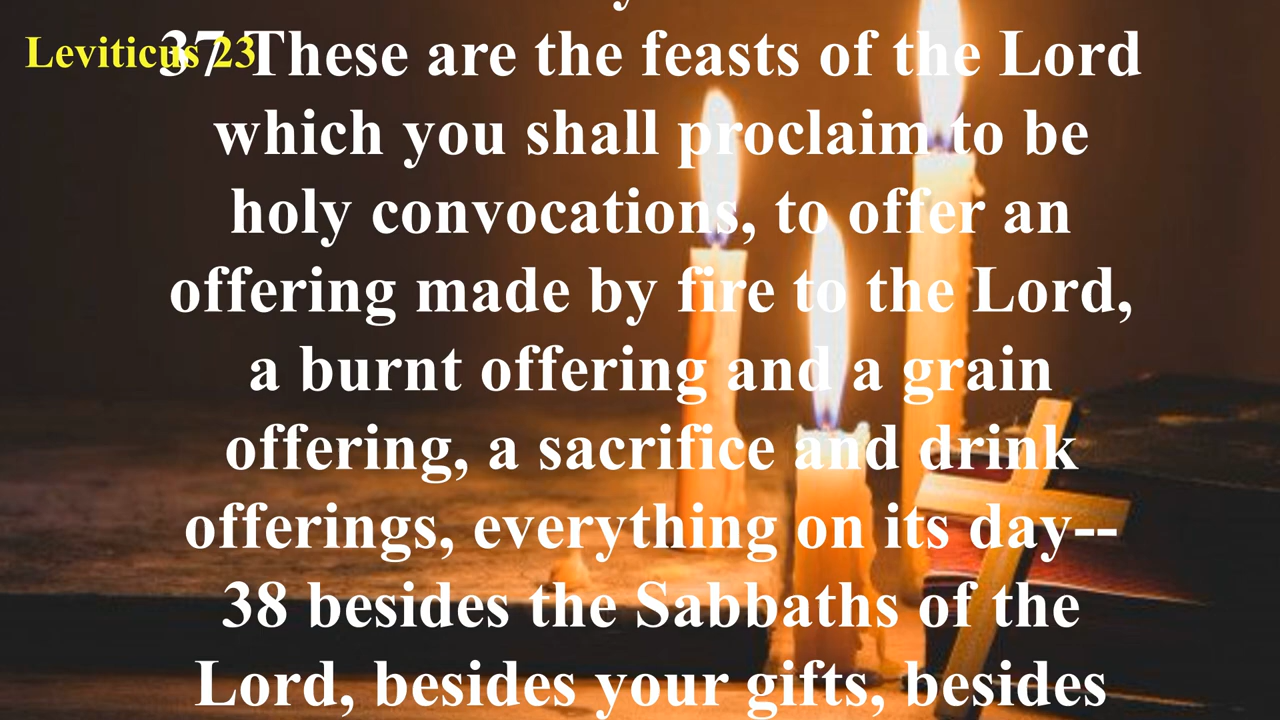 Leviticus 23
37 These are the feasts of the Lord
which you shall proclaim to be
holy convocations, to offer an
offering made by fire to the Lord,
a burnt offering and a grain
offering, a sacrifice and drink
offerings, everything on its day--
38 besides the Sabbaths of the
Lord, besides your gifts, besides